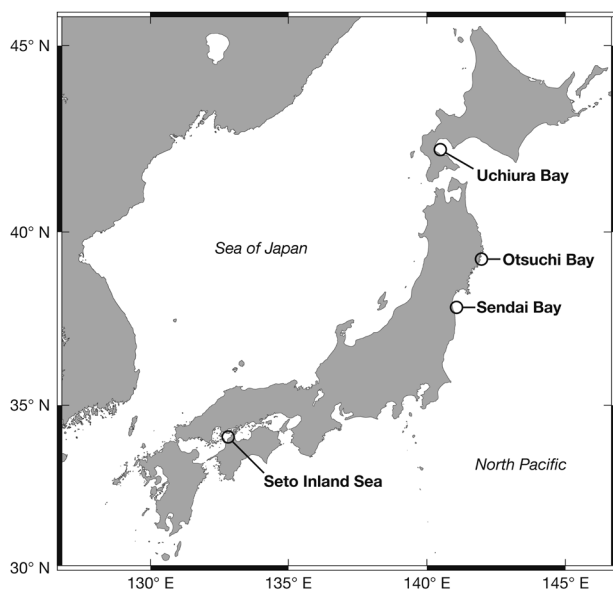 45° N
Uchiura Bay
40° N
Sea of Japan
Otsuchi Bay
Sendai Bay
35° N
North Pacific
Seto Inland Sea
30° N
130° E
135° E
140° E
145° E